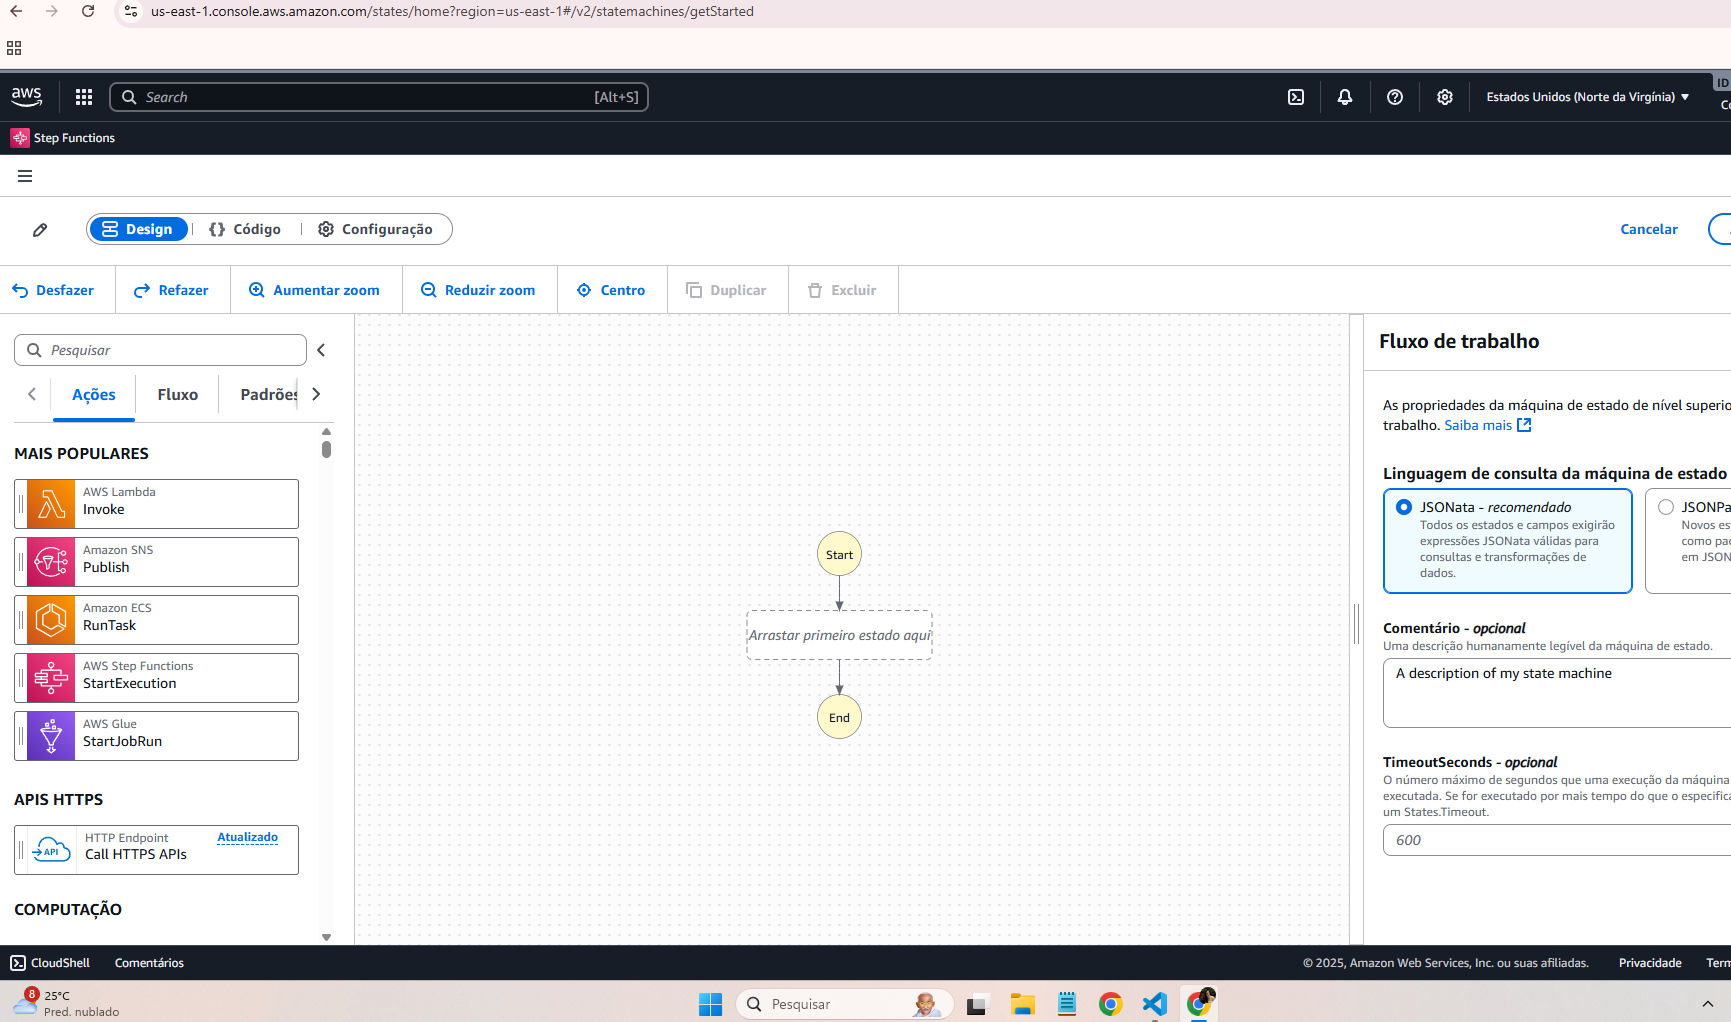 us-east-1.console.aws.amazon.com/states/home?region=us-east-1#/v2/statemachines/getStarted
aws
Search
[Alt+S]
Estados Unidos (Norte da Virgínia)
ID
Step Functions
Design
Código
Configuração
Cancelar
Desfazer
Refazer
Aumentar zoom
Reduzir zoom
Centro
Duplicar
Excluir
Pesquisar
Ações
Fluxo
Padrões
MAIS POPULARES
AWS Lambda
Invoke
Amazon SNS
Publish
Amazon ECS
RunTask
AWS Step Functions
StartExecution
AWS Glue
StartJobRun
APIS HTTPS
API
HTTP Endpoint
Atualizado
Call HTTPS APIs
COMPUTAÇÃO
Start
Arrastar primeiro estado aqui
End
Fluxo de trabalho
As propriedades da máquina de estado de nível superio
trabalho. Saiba mais
Linguagem de consulta da máquina de estado
JSONata - recomendado
Todos os estados e campos exigirão
expressões JSONata válidas para
consultas e transformações de
dados.
JSONPa
Novos es
como pa
em JSON
Comentário - opcional
Uma descrição humanamente legível da máquina de estado.
A description of my state machine
TimeoutSeconds - opcional
O número máximo de segundos que uma execução da máquina
executada. Se for executado por mais tempo do que o especifica
um States.Timeout.
600
CloudShell
Comentários
© 2025, Amazon Web Services, Inc. ou suas afiliadas.
Privacidade
Term
8
25°C
Pred. nublado
Pesquisar